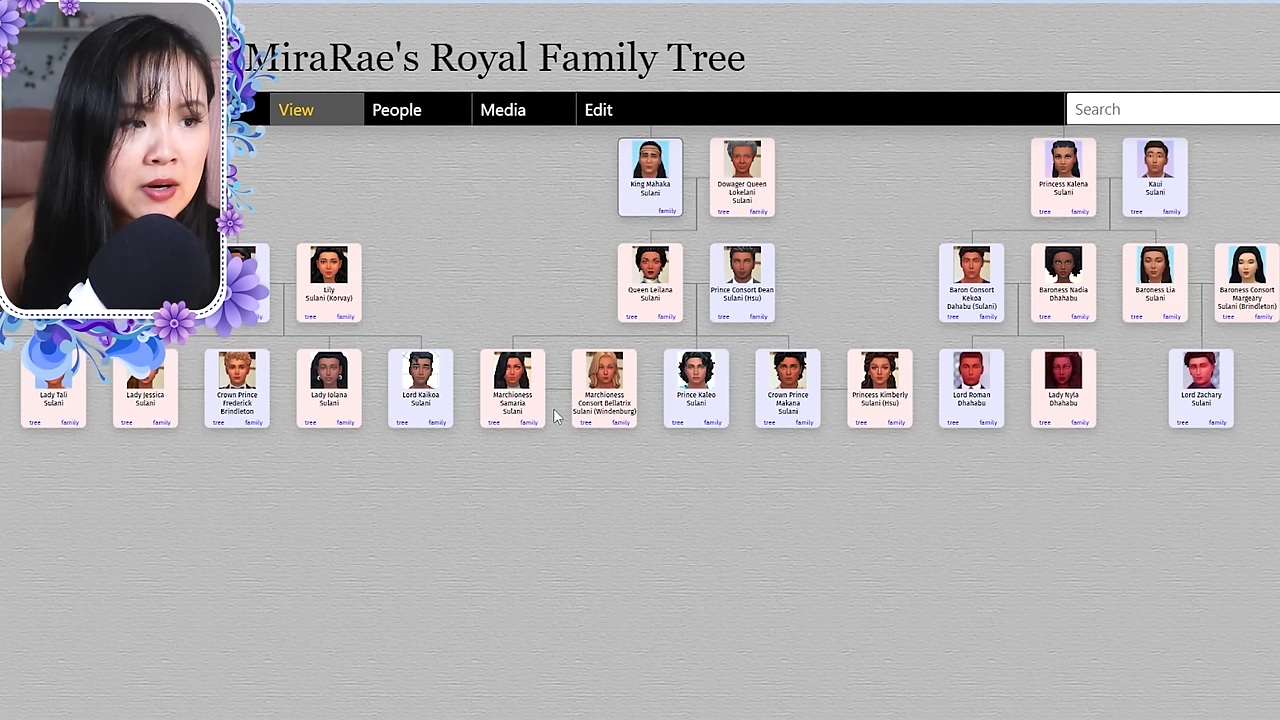 MiraRae's Royal Family Tree
View
People
Media
Edit
Search
King Mahaka
Sulani
family
Dowager Queen
Lokelani
Sulani
tree family
Princess Kalena
Sulani
tree family
Kaui
Sulani
tree family
Lily
Sulani (Korvay)
tree family
Queen Leilana
Sulani
tree family
Prince Consort Dean
Sulani (Hsu)
tree family
Baron Consort
Kekoa
Dahabu (Sulani)
tree family
Baroness Nadia
Dhahabu
tree family
Baroness Lia
Sulani
tree family
Baroness Consort
Margeary
Sulani (Brindleton)
tree family
Lady Tali
Sulani
tree family
Lady Jessica
Sulani
tree family
Crown Prince
Frederick
Brindleton
tree family
Lady Iolana
Sulani
tree family
Lord Kaikoa
Sulani
tree family
Marchioness
Samaria
Sulani
tree family
Marchioness
Consort Bellatrix
Sulani (Windenburg)
tree family
Prince Kaleo
Sulani
tree family
Crown Prince
Makana
Sulani
tree family
Princess Kimberly
Sulani (Hsu)
tree family
Lord Roman
Dhahabu
tree family
Lady Nyla
Dhahabu
tree family
Lord Zachary
Sulani
tree family